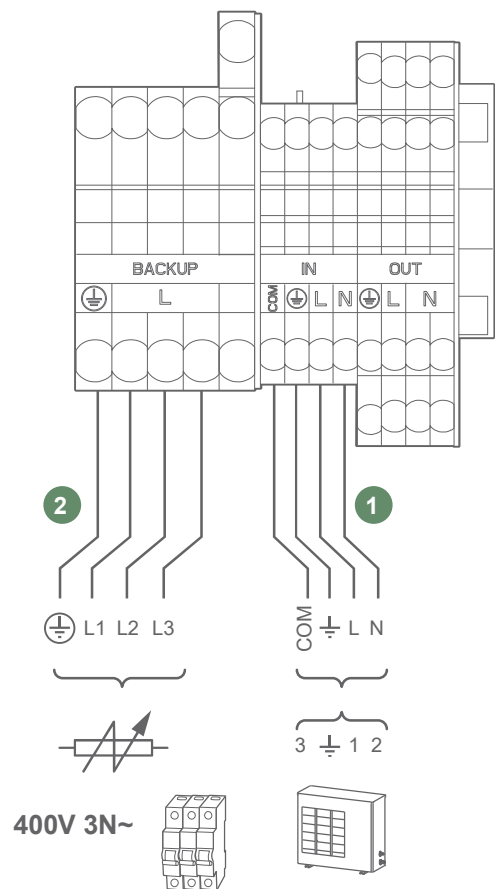 BACKUP IN OUT
L COM L N L N
2 1
L1 L2 L3 COM L N
3 1 2
400V 3N~